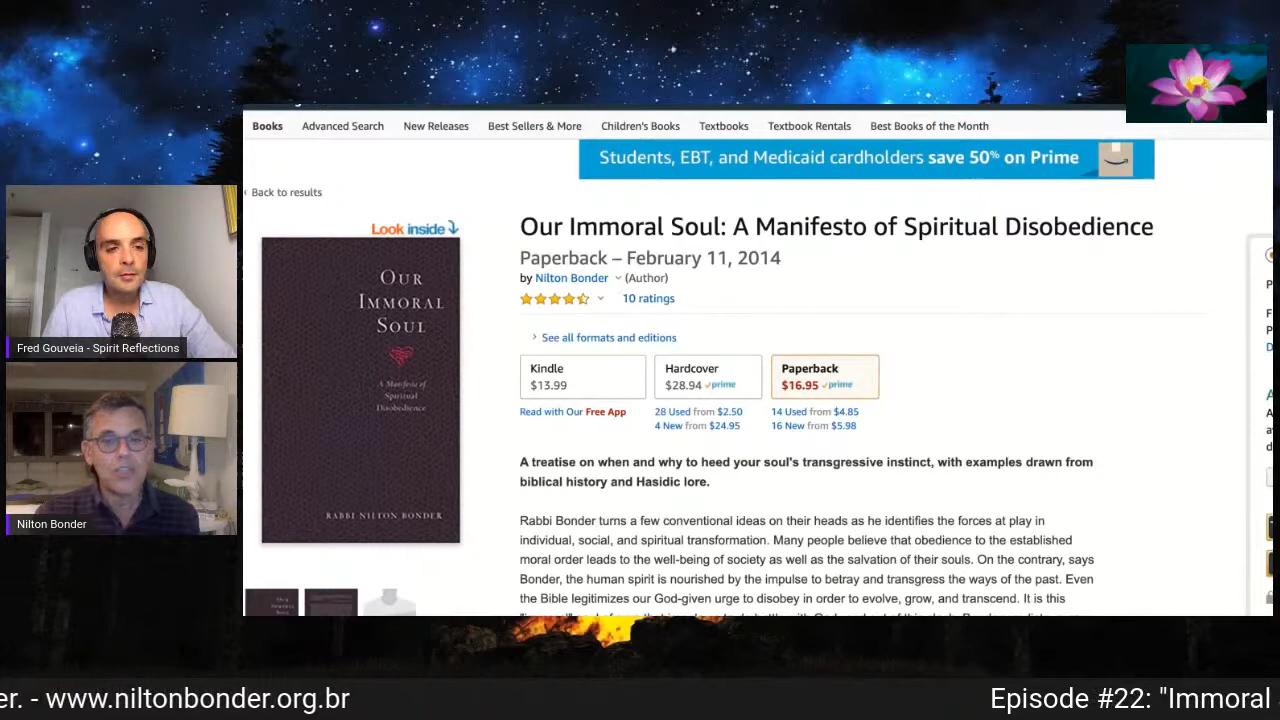 Books Advanced Search New Releases Best Sellers & More Children's Books Textbooks Textbook Rentals Best Books of the Month
Students, EBT, and Medicaid cardholders save 50% on Prime
‹ Back to results
Look inside
OUR
IMMORAL
SOUL
A Manifesto of
Spiritual
Disobedience
RABBI NILTON BONDER
Our Immoral Soul: A Manifesto of Spiritual Disobedience
Paperback – February 11, 2014
by Nilton Bonder (Author)
10 ratings
See all formats and editions
Kindle Hardcover Paperback
$13.99 $28.94 prime $16.95 prime
Read with Our Free App 28 Used from $2.50 14 Used from $4.85
4 New from $24.95 16 New from $5.98
A treatise on when and why to heed your soul's transgressive instinct, with examples drawn from
biblical history and Hasidic lore.
Rabbi Bonder turns a few conventional ideas on their heads as he identifies the forces at play in
individual, social, and spiritual transformation. Many people believe that obedience to the established
moral order leads to the well-being of society as well as the salvation of their souls. On the contrary, says
Bonder, the human spirit is nourished by the impulse to betray and transgress the ways of the past. Even
the Bible legitimizes our God-given urge to disobey in order to evolve, grow, and transcend. It is this
Fred Gouveia - Spirit Reflections
Nilton Bonder
er. - www.niltonbonder.org.br
Episode #22: "Immoral